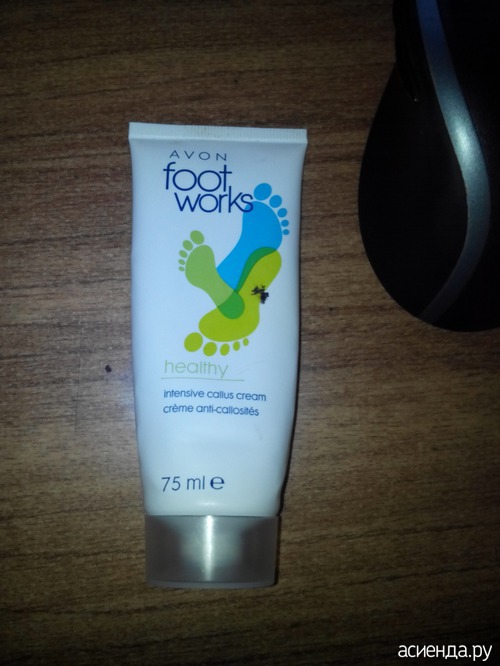 AVON
foot
works
healthy
intensive callus cream
crème anti-callosités
75 ml ℮
асиенда.ру